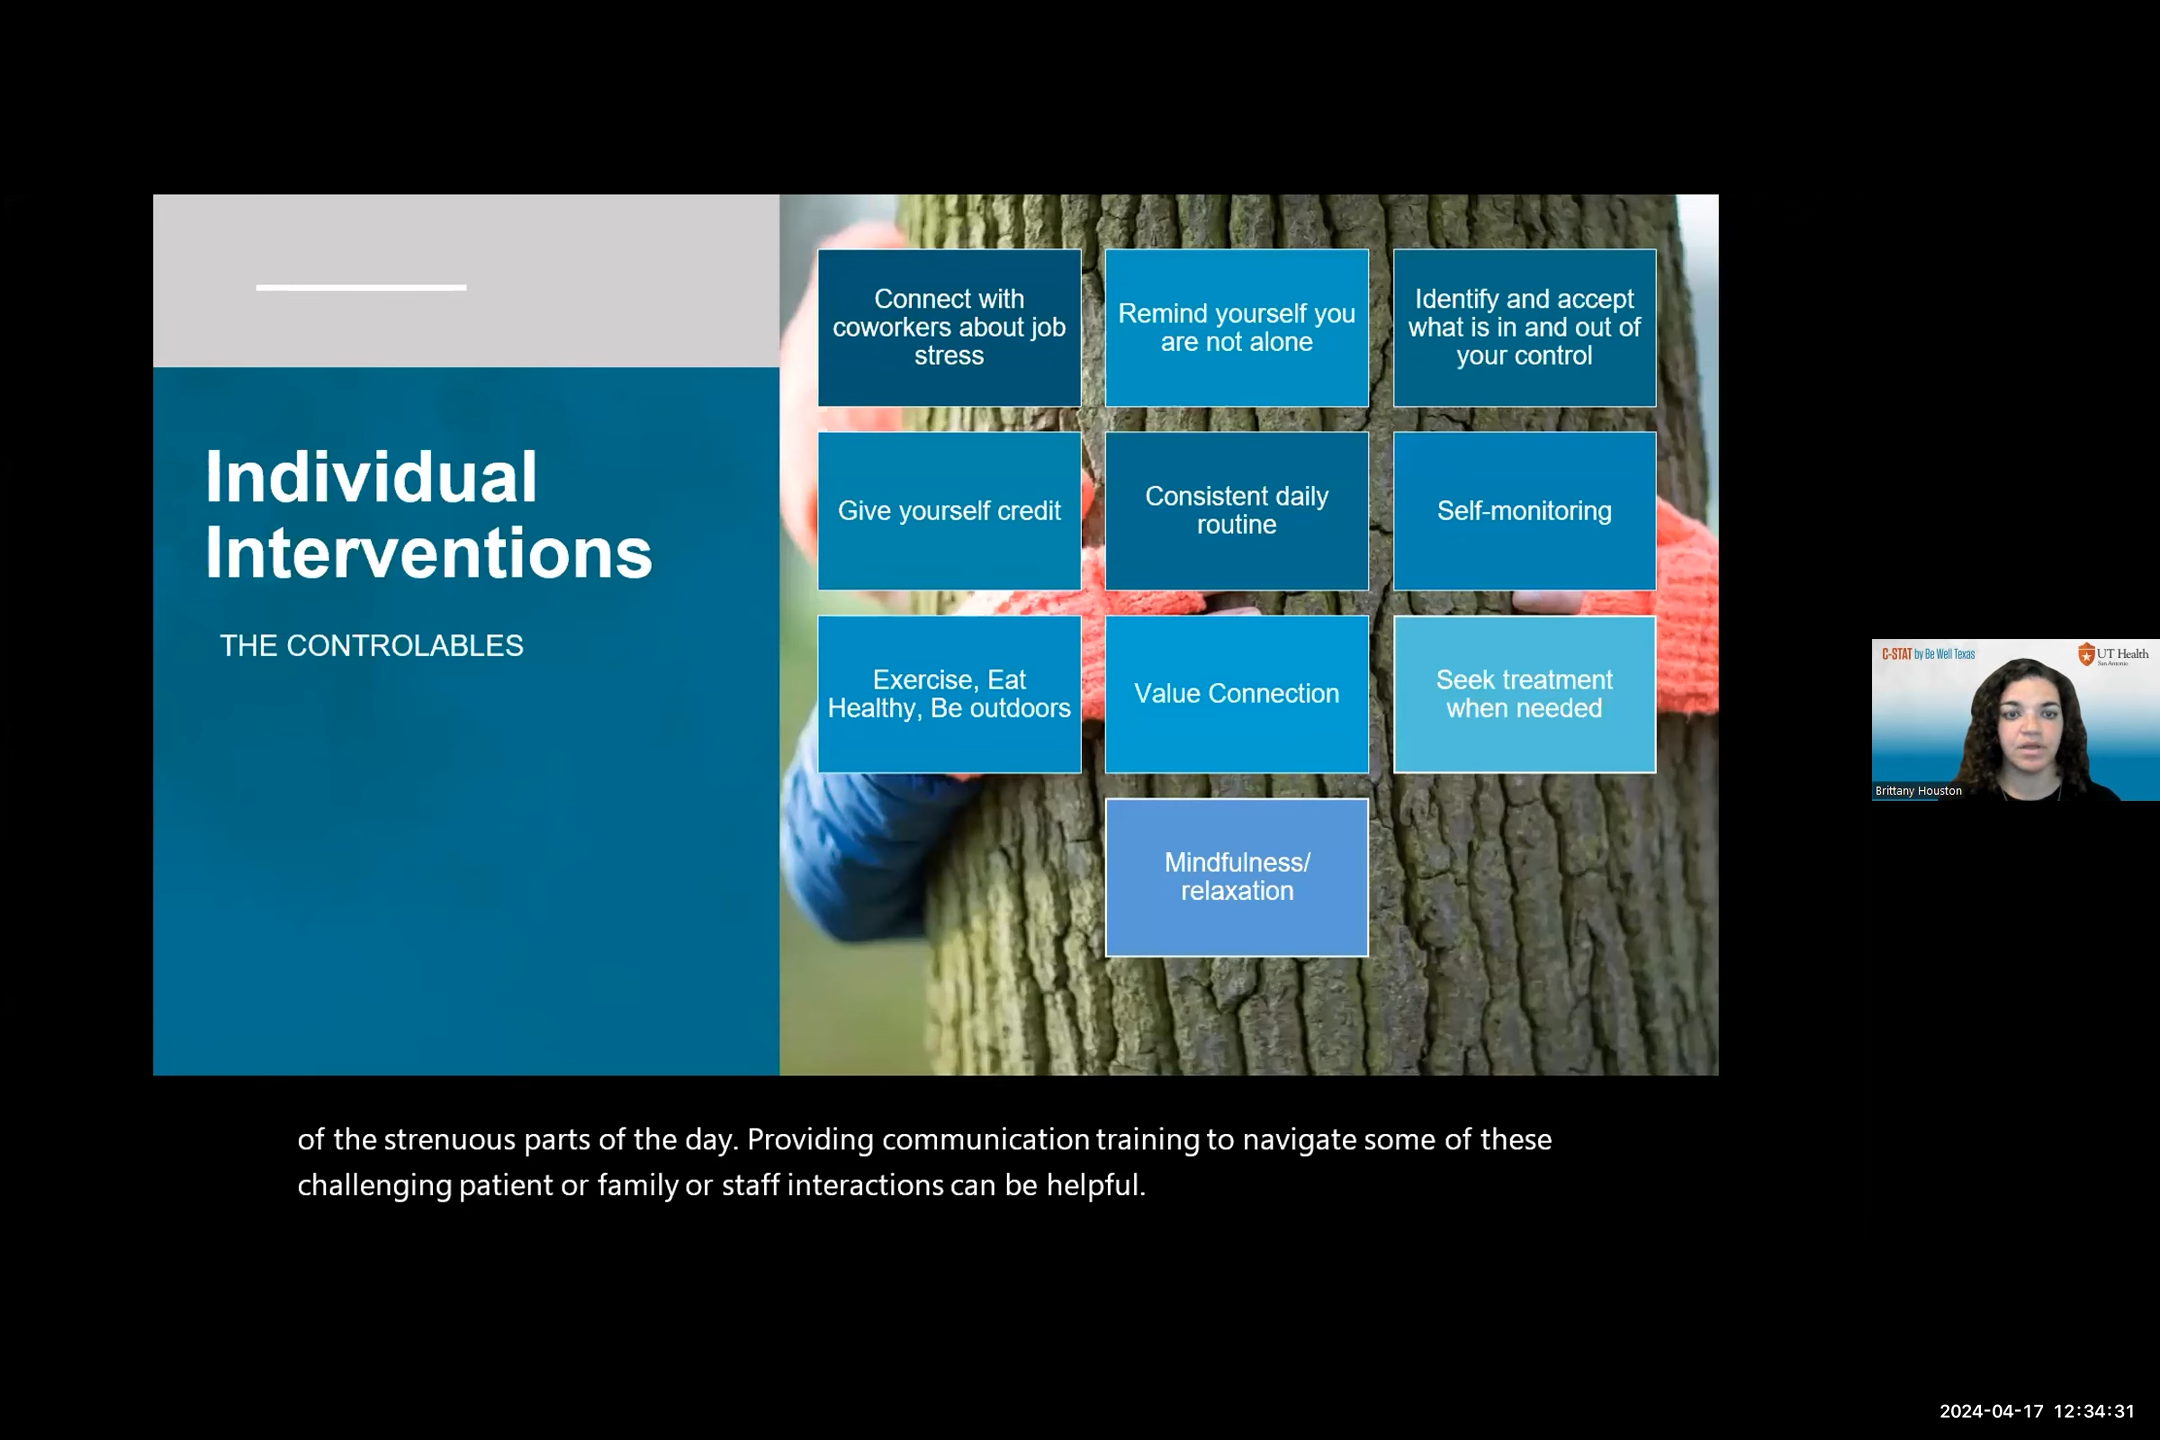 Individual
Interventions
THE CONTROLABLES
Connect with
coworkers about job
stress
Remind yourself you
are not alone
Identify and accept
what is in and out of
your control
Give yourself credit
Consistent daily
routine
Self-monitoring
Exercise, Eat
Healthy, Be outdoors
Value Connection
Seek treatment
when needed
Mindfulness/
relaxation
C-STAT by Be Well Texas
UT Health
San Antonio
Brittany Houston
of the strenuous parts of the day. Providing communication training to navigate some of these
challenging patient or family or staff interactions can be helpful.
2024-04-17 12:34:31